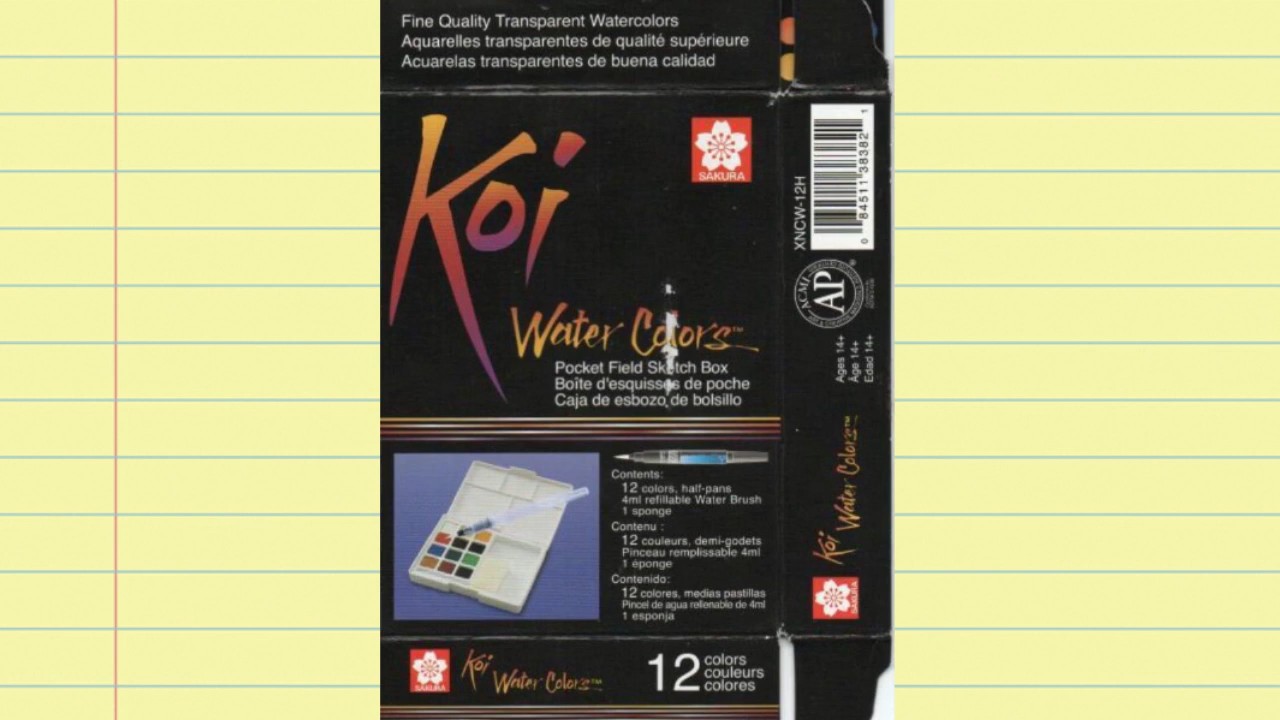 Fine Quality Transparent Watercolors
Aquarelles transparentes de qualité supérieure
Acuarelas transparentes de buena calidad
Koi
SAKURA
Water Colors™
Pocket Field Sketch Box
Boîte d'esquisses de poche
Caja de esbozo de bolsillo
Contents:
12 colors, half-pans
4ml refillable Water Brush
1 sponge
Contenu :
12 couleurs, demi-godets
Pinceau remplissable 4ml
1 éponge
Contenido:
12 colores, medias pastillas
Pincel de agua rellenable de 4ml
1 esponja
SAKURA
Koi
Water Colors™
12 colors
couleurs
colores
XNCW-12H
0 84511 38382 1
ACMI
AP
®
Ages 14+
Âge 14+
Edad 14+
Koi Water Colors™
SAKURA